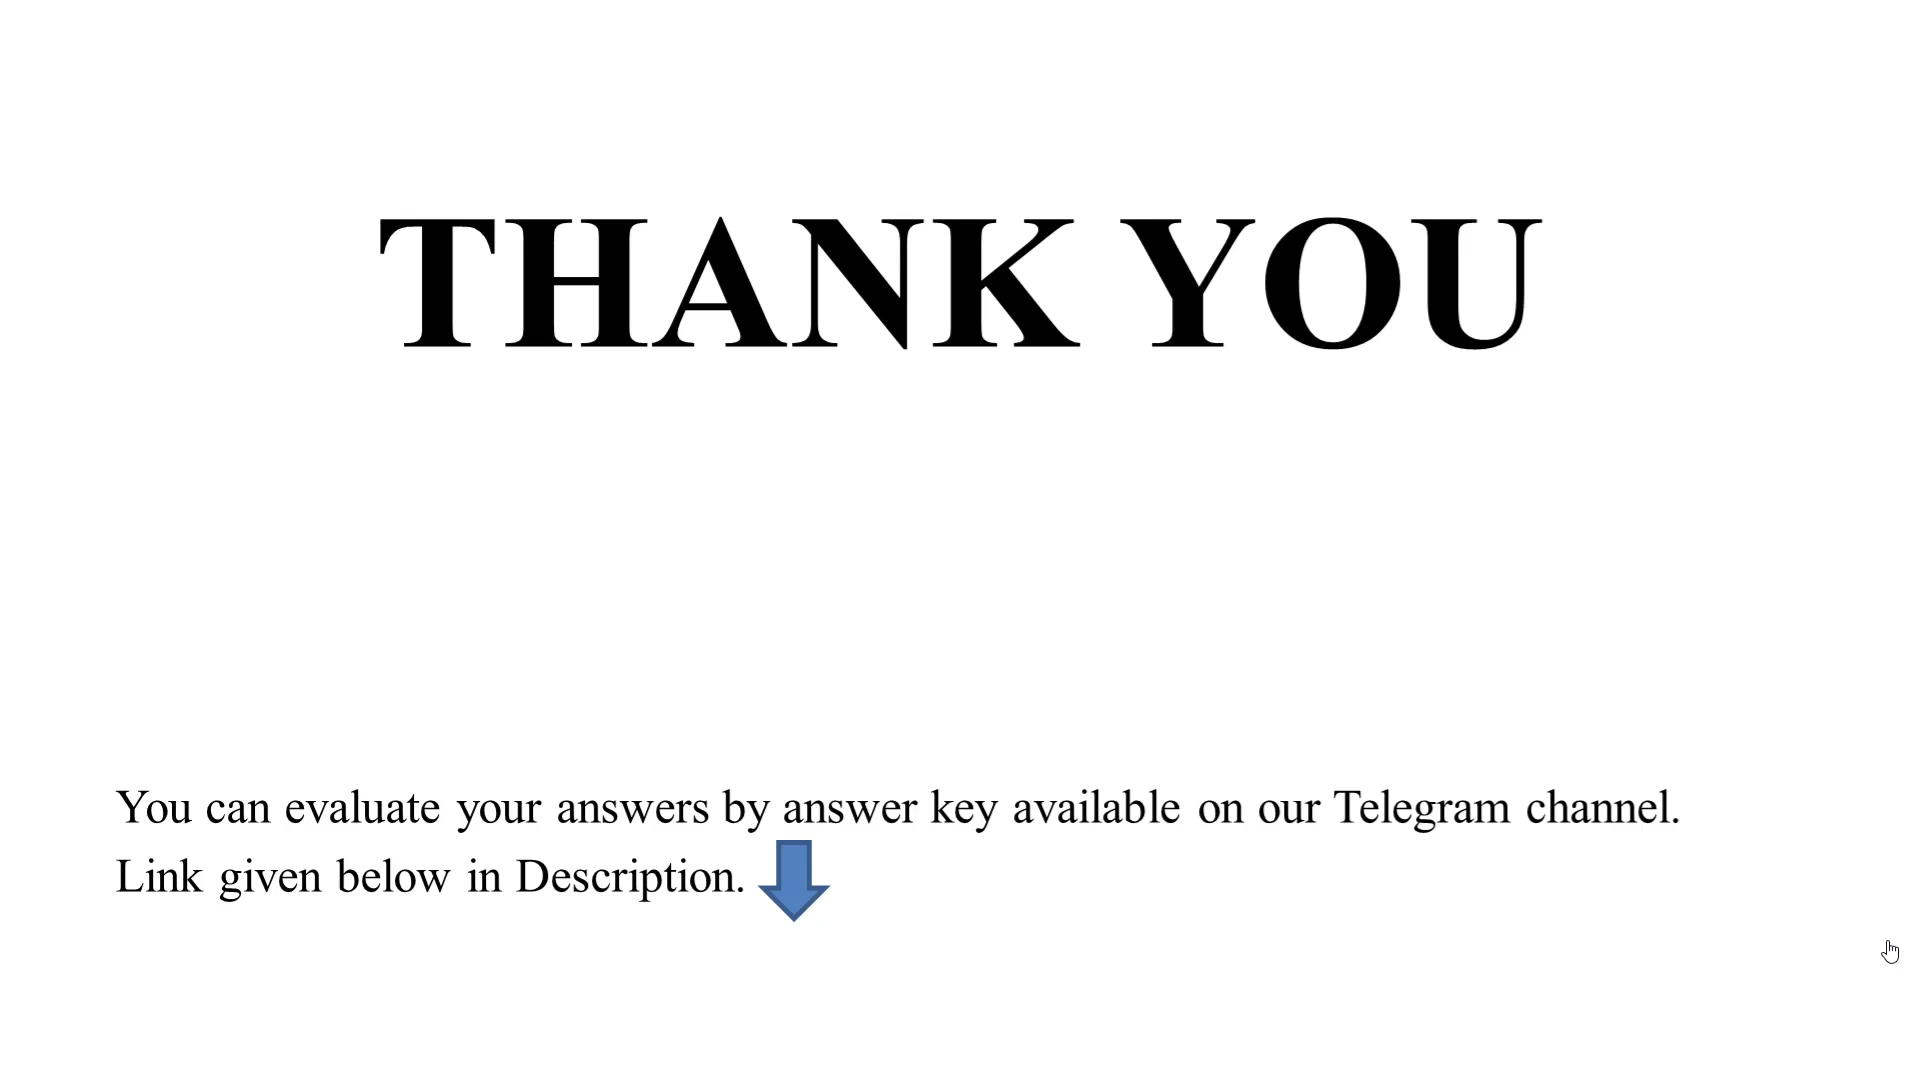 THANK YOU
You can evaluate your answers by answer key available on our Telegram channel.
Link given below in Description.